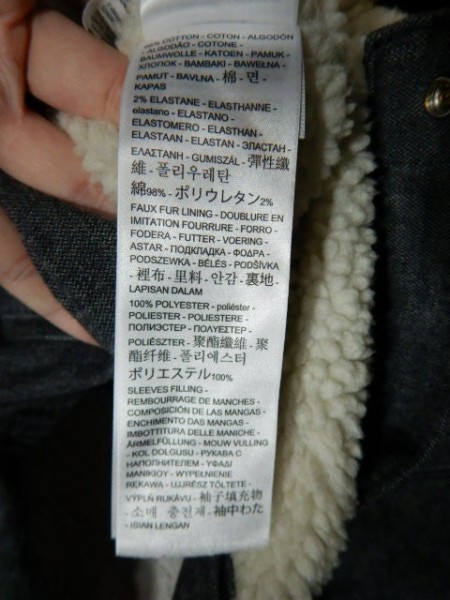 98% COTTON - COTON - ALGODÓN
- ALGODÃO - COTONE -
BAUMWOLLE - KATOEN - PAMUK -
ХЛОПОК - BAMBAKI - BAWEŁNA -
PAMUT - BAVLNA - 棉 - 면 -
KAPAS
2% ELASTANE - ELASTHANNE -
elastano - ELASTANO -
ELASTOMERO - ELASTHAN -
ELASTAAN - ELASTAN - ЭЛАСТАН -
ΕΛΑΣΤΑΝΗ - GUMISZÁL - 彈性纖
維 - 폴리우레탄
綿98% - ポリウレタン2%
FAUX FUR LINING - DOUBLURE EN
IMITATION FOURRURE - FORRO -
FODERA - FUTTER - VOERING -
ASTAR - ПОДКЛАДКА - ΦΟΔΡΑ -
PODSZEWKA - BÉLÉS - PODŠÍVKA
- 裡布 - 里料 - 안감 - 裏地 -
LAPISAN DALAM
100% POLYESTER - poliéster -
POLIESTER - POLIESTERE -
ПОЛИЭСТЕР - ΠΟΛΥΕΣΤΕΡ -
POLIÉSZTER - 聚酯纖維 - 聚
酯纤维 - 폴리에스터
ポリエステル100%
SLEEVES FILLING -
REMBOURRAGE DE MANCHES -
COMPOSICIÓN DE LAS MANGAS -
ENCHIMENTO DAS MANGAS -
IMBOTTITURA DELLE MANICHE -
ÄRMELFÜLLUNG - MOUW VULLING
- KOL DOLGUSU - РУКАВА С
НАПОЛНИТЕЛЕМ - ΥΦΑΔΙ
ΜΑΝΙΚΙΟΥ - WYPEŁNIENIE
RĘKAWA - UJRÉSZ TÖLTETE -
VÝPLŇ RUKÁVU - 袖子填充物
- 소매 충전재 - 袖中わた
- ISIAN LENGAN